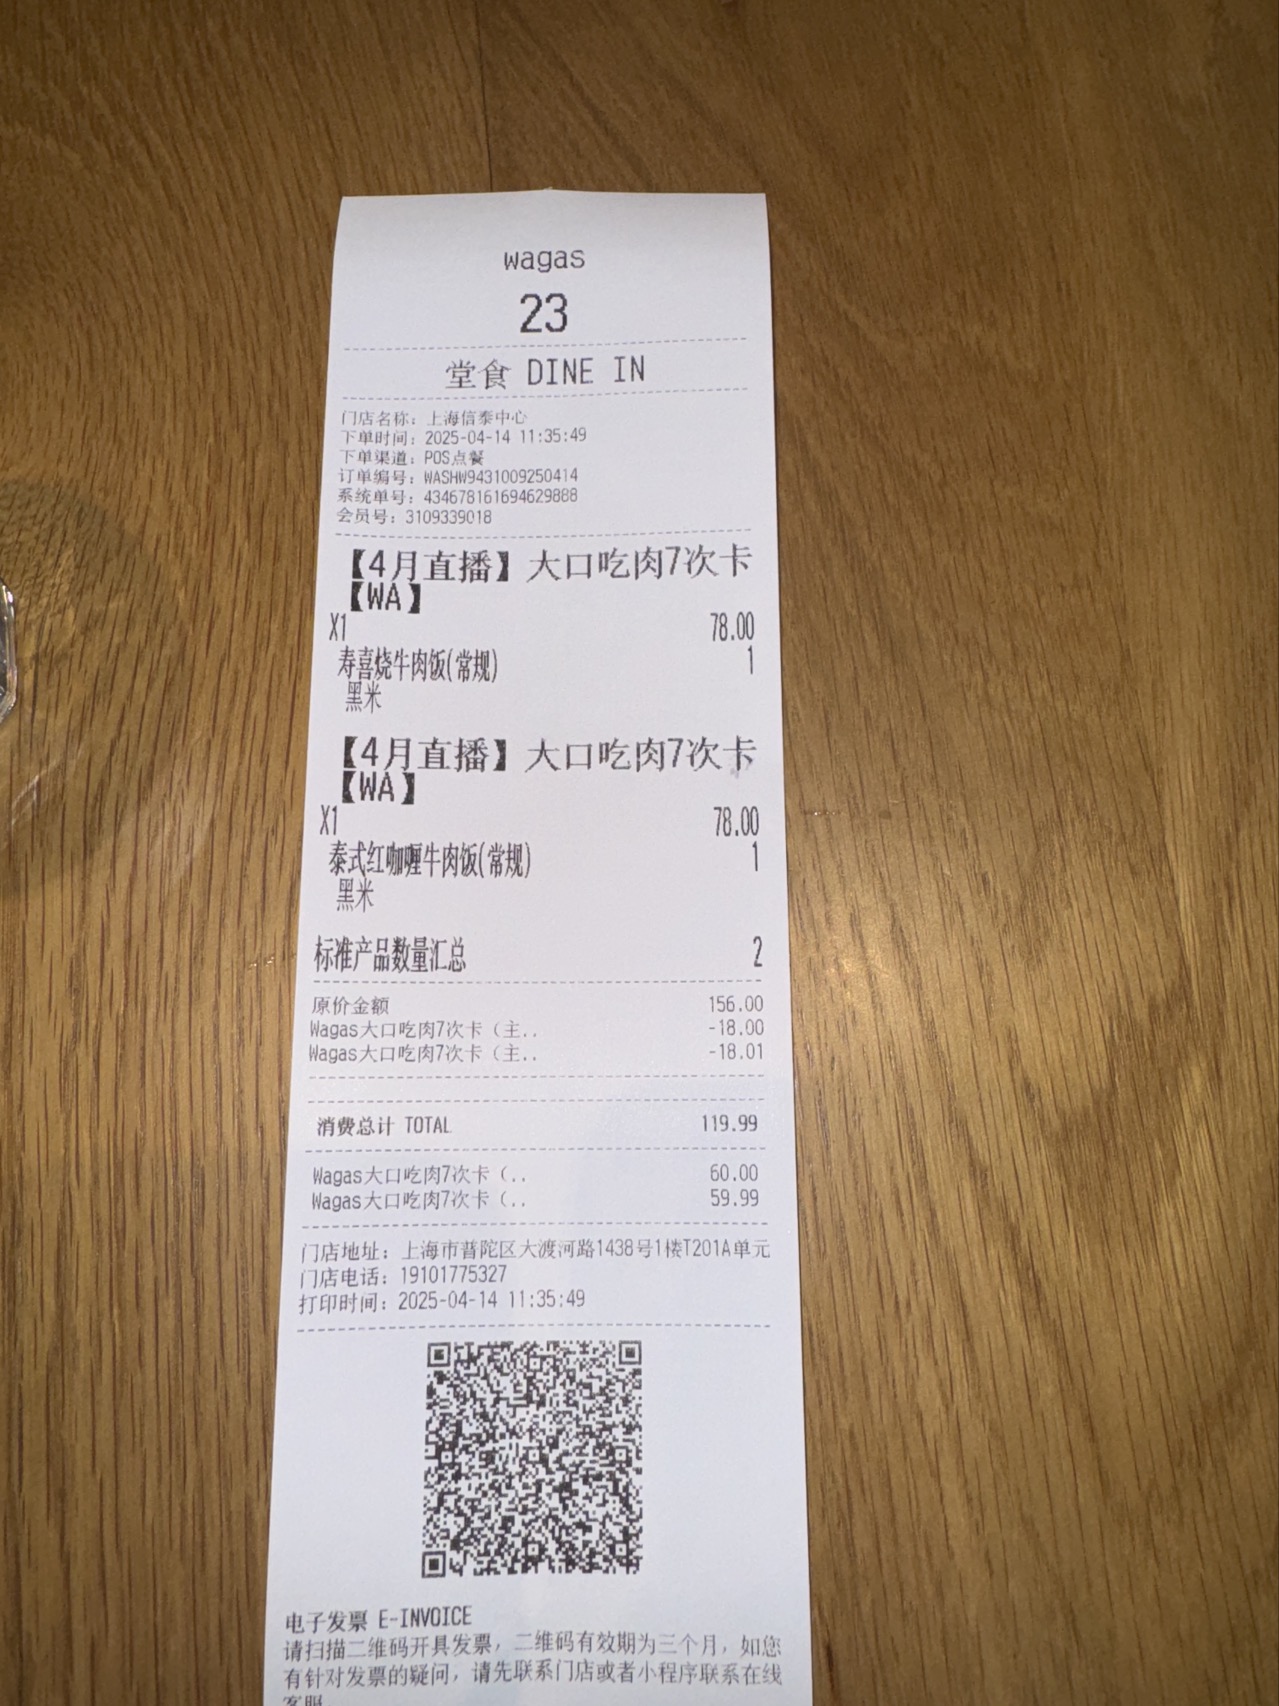 wagas
23
堂食 DINE IN
门店名称：上海信泰中心
下单时间：2025-04-14 11:35:49
下单渠道：POS点餐
订单编号：WASHW9431009250414
系统单号：434678161694629888
会员号：3109339018
【4月直播】大口吃肉7次卡
【WA】
X1 78.00
寿喜烧牛肉饭(常规) 1
黑米
【4月直播】大口吃肉7次卡
【WA】
X1 78.00
泰式红咖喱牛肉饭(常规) 1
黑米
标准产品数量汇总 2
原价金额 156.00
Wagas大口吃肉7次卡（主.. -18.00
Wagas大口吃肉7次卡（主.. -18.01
消费总计 TOTAL 119.99
Wagas大口吃肉7次卡（.. 60.00
Wagas大口吃肉7次卡（.. 59.99
门店地址：上海市普陀区大渡河路1438号1楼T201A单元
门店电话：19101775327
打印时间：2025-04-14 11:35:49
电子发票 E-INVOICE
请扫描二维码开具发票，二维码有效期为三个月，如您
有针对发票的疑问，请先联系门店或者小程序联系在线
客服